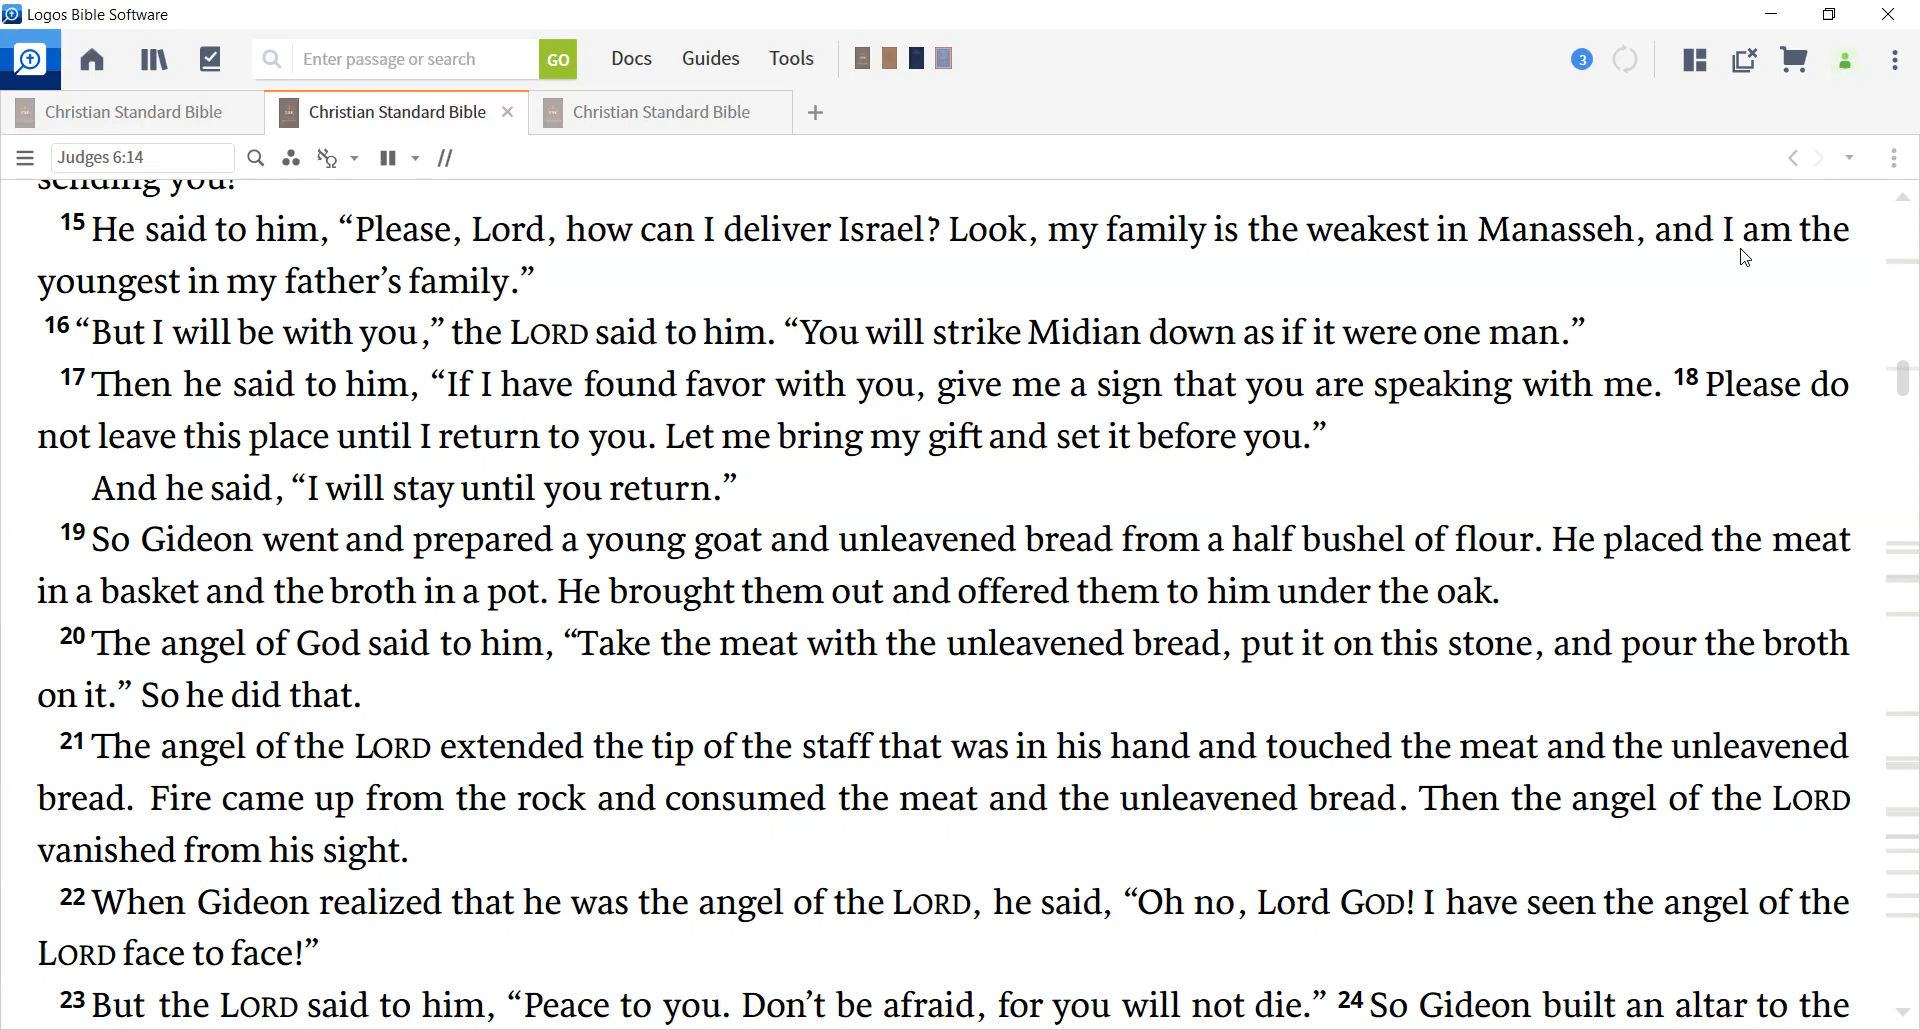 Logos Bible Software
Enter passage or search GO Docs Guides Tools 3
Christian Standard Bible Christian Standard Bible Christian Standard Bible
Judges 6:14
sending you!
15 He said to him, “Please, Lord, how can I deliver Israel? Look, my family is the weakest in Manasseh, and I am the
youngest in my father’s family.”
16 “But I will be with you,” the LORD said to him. “You will strike Midian down as if it were one man.”
17 Then he said to him, “If I have found favor with you, give me a sign that you are speaking with me. 18 Please do
not leave this place until I return to you. Let me bring my gift and set it before you.”
And he said, “I will stay until you return.”
19 So Gideon went and prepared a young goat and unleavened bread from a half bushel of flour. He placed the meat
in a basket and the broth in a pot. He brought them out and offered them to him under the oak.
20 The angel of God said to him, “Take the meat with the unleavened bread, put it on this stone, and pour the broth
on it.” So he did that.
21 The angel of the LORD extended the tip of the staff that was in his hand and touched the meat and the unleavened
bread. Fire came up from the rock and consumed the meat and the unleavened bread. Then the angel of the LORD
vanished from his sight.
22 When Gideon realized that he was the angel of the LORD, he said, “Oh no, Lord GOD! I have seen the angel of the
LORD face to face!”
23 But the LORD said to him, “Peace to you. Don’t be afraid, for you will not die.” 24 So Gideon built an altar to the